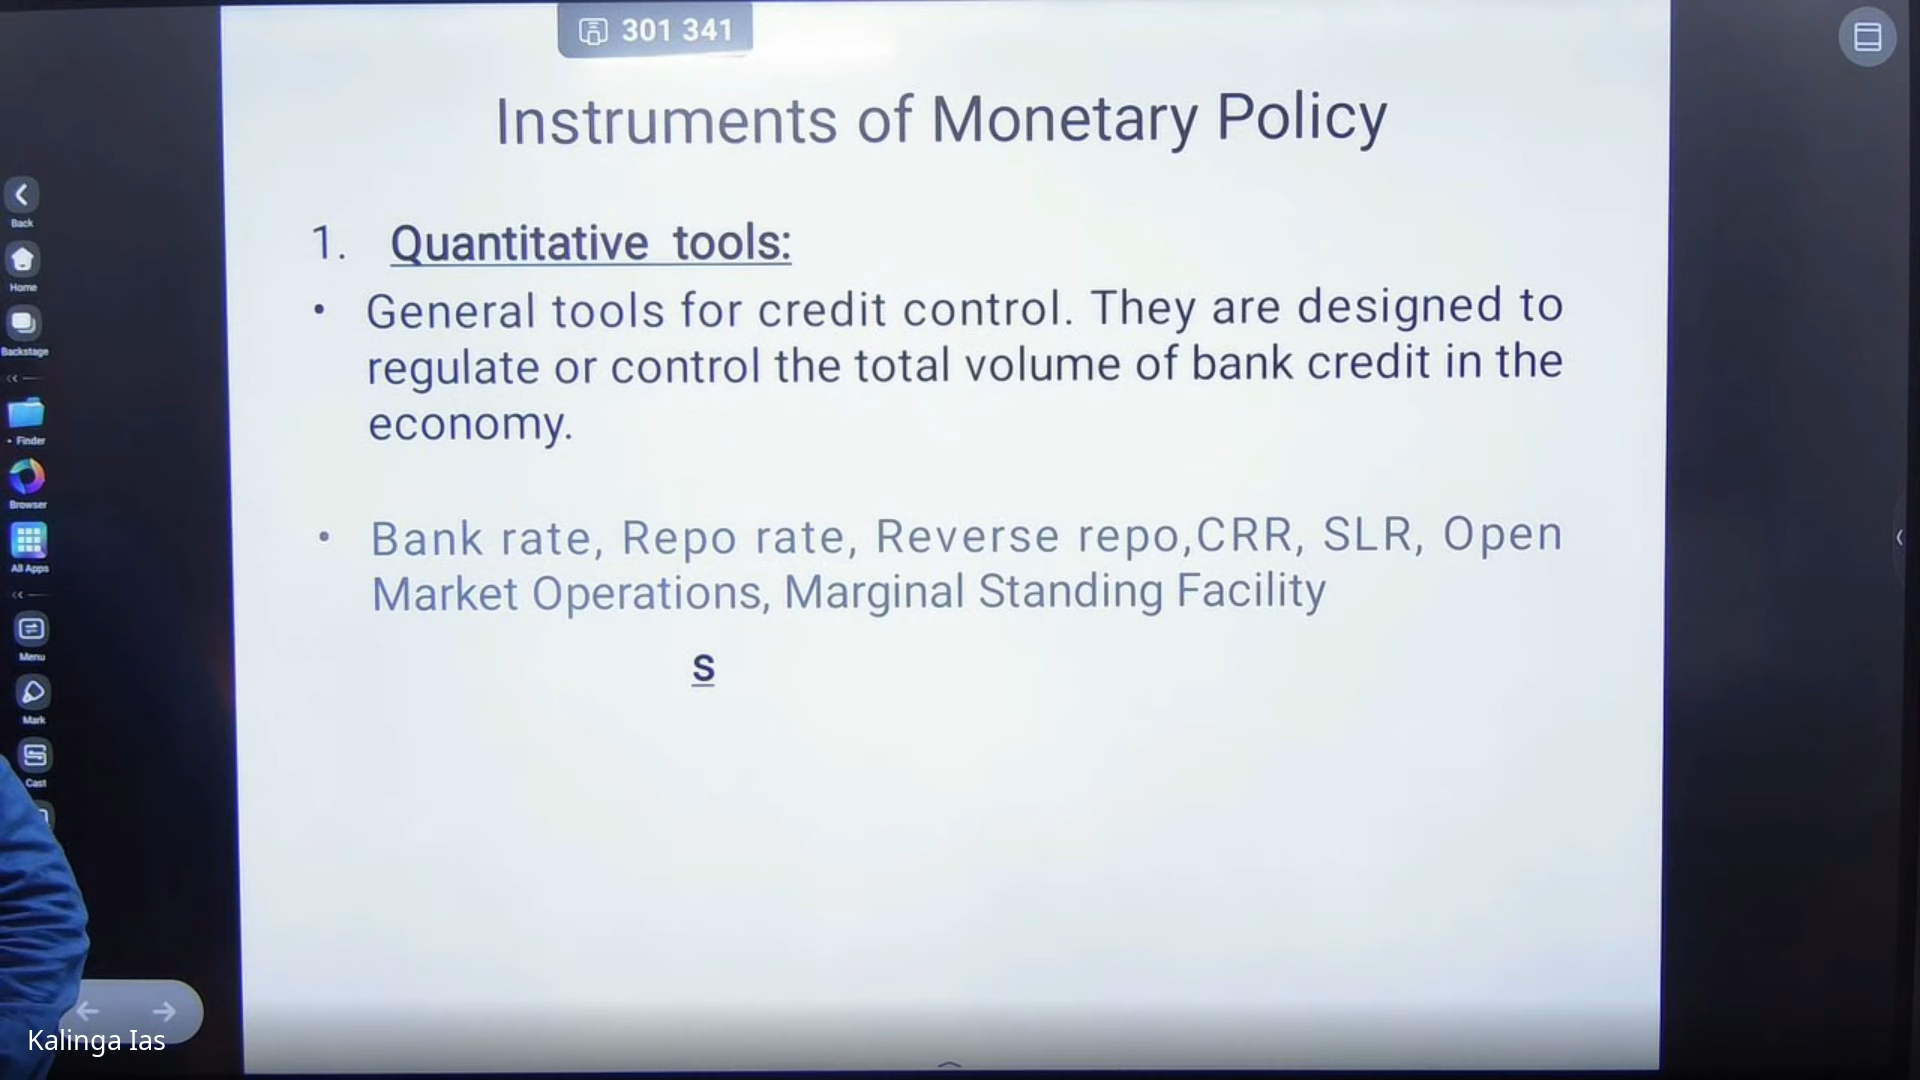 301 341
Instruments of Monetary Policy
1. Quantitative tools:
• General tools for credit control. They are designed to
regulate or control the total volume of bank credit in the
economy.
• Bank rate, Repo rate, Reverse repo,CRR, SLR, Open
Market Operations, Marginal Standing Facility
s
Back
Home
Backstage
Finder
Browser
All Apps
Menu
Mark
Cast
Kalinga Ias